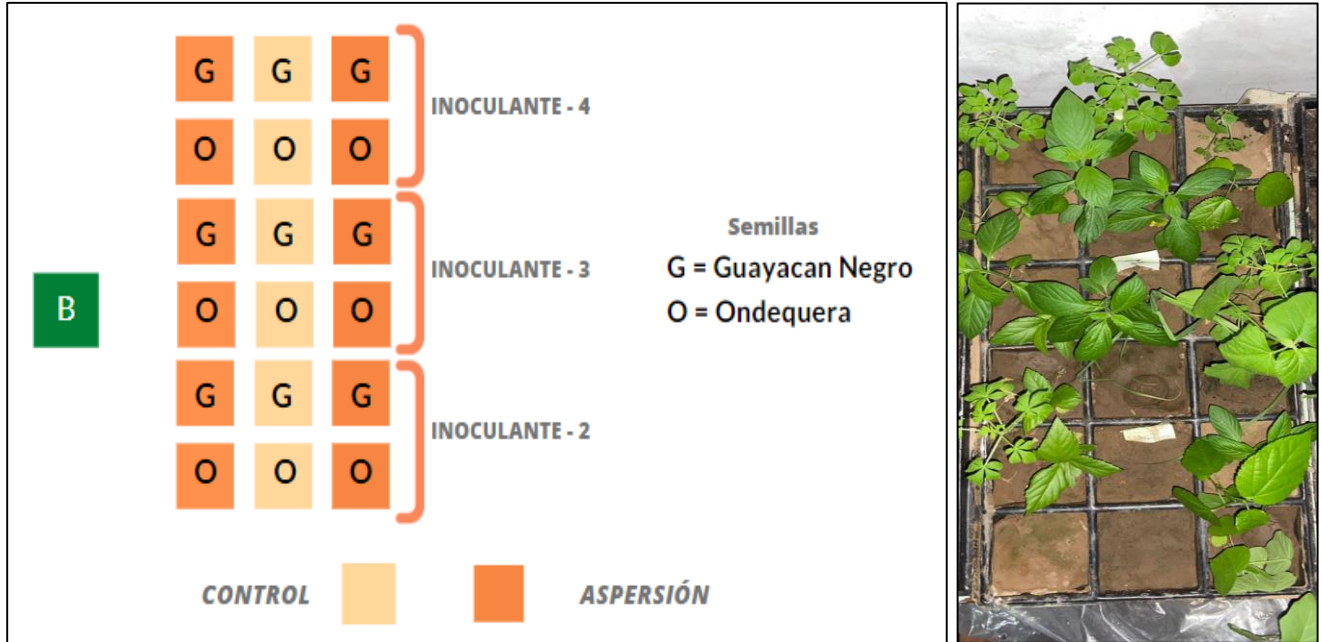 G G G
INOCULANTE - 4
O O O
G G G
INOCULANTE - 3
O O O
B
G G G
INOCULANTE - 2
O O O
Semillas
G = Guayacan Negro
O = Ondequera
CONTROL
ASPERSIÓN